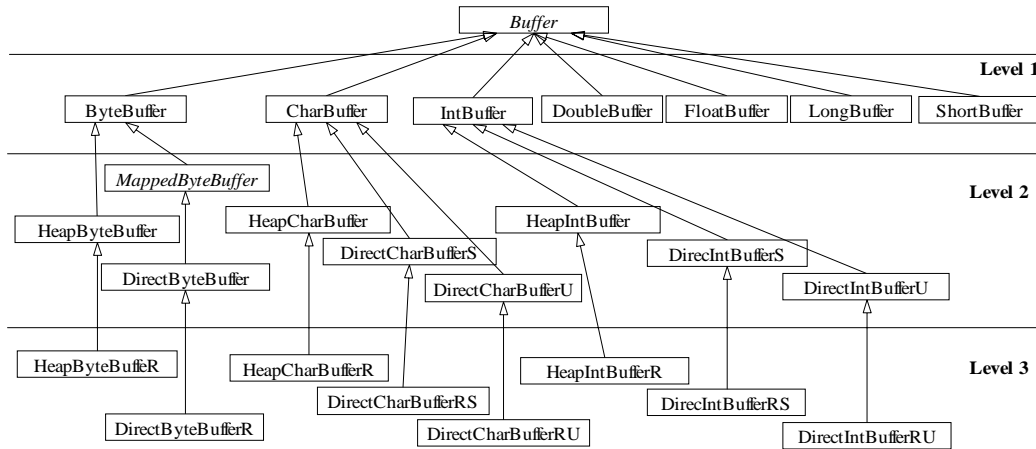 Buffer
Level 1
ByteBuffer
CharBuffer
IntBuffer
DoubleBuffer
FloatBuffer
LongBuffer
ShortBuffer
MappedByteBuffer
Level 2
HeapByteBuffer
HeapCharBuffer
HeapIntBuffer
DirectCharBufferS
DirecIntBufferS
DirectByteBuffer
DirectCharBufferU
DirectIntBufferU
HeapByteBuffeR
HeapCharBufferR
HeapIntBufferR
Level 3
DirectCharBufferRS
DirecIntBufferRS
DirectByteBufferR
DirectCharBufferRU
DirectIntBufferRU